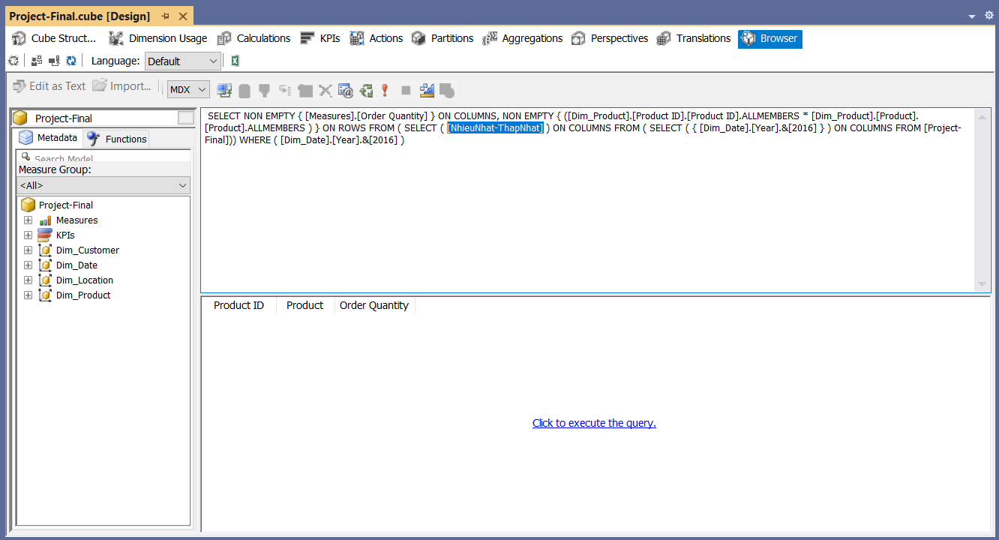 Project-Final.cube [Design]
Cube Struct... Dimension Usage Calculations KPIs Actions Partitions Aggregations Perspectives Translations Browser
Language: Default
Edit as Text Import... MDX
Project-Final
Metadata Functions
Search Model
Measure Group:
<All>
Project-Final
Measures
KPIs
Dim_Customer
Dim_Date
Dim_Location
Dim_Product
SELECT NON EMPTY { [Measures].[Order Quantity] } ON COLUMNS, NON EMPTY { ([Dim_Product].[Product ID].[Product ID].ALLMEMBERS * [Dim_Product].[Product].
[Product].ALLMEMBERS ) } ON ROWS FROM ( SELECT ( [NhieuNhat-ThapNhat] ) ON COLUMNS FROM ( SELECT ( { [Dim_Date].[Year].&[2016] } ) ON COLUMNS FROM [Project-
Final])) WHERE ( [Dim_Date].[Year].&[2016] )
Product ID Product Order Quantity
Click to execute the query.